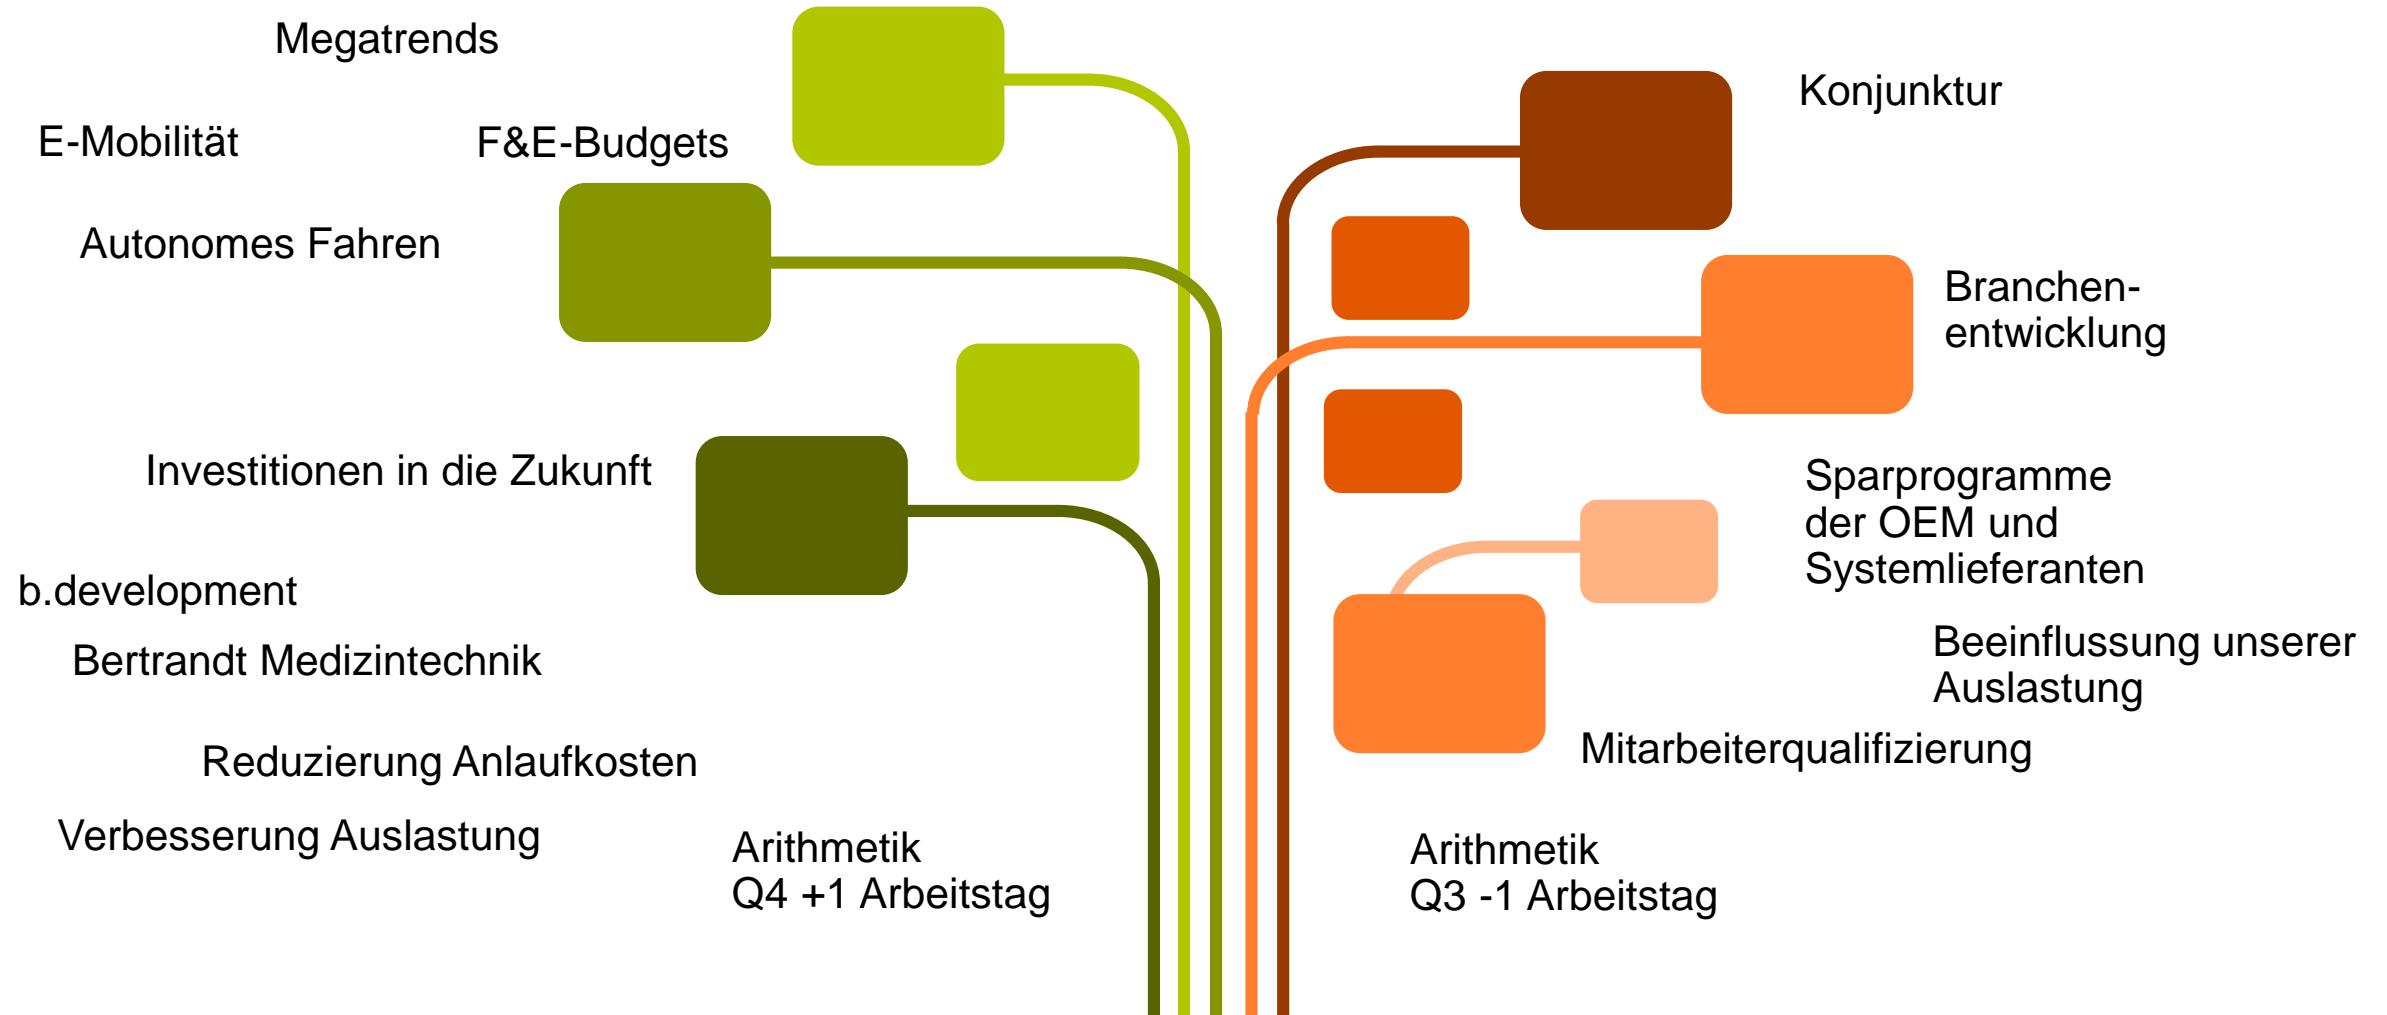 Megatrends
E-Mobilität
F&E-Budgets
Autonomes Fahren
Investitionen in die Zukunft
b.development
Bertrandt Medizintechnik
Reduzierung Anlaufkosten
Verbesserung Auslastung
Arithmetik
Q4 +1 Arbeitstag
Konjunktur
Branchen-
entwicklung
Sparprogramme
der OEM und
Systemlieferanten
Beeinflussung unserer
Auslastung
Mitarbeiterqualifizierung
Arithmetik
Q3 -1 Arbeitstag